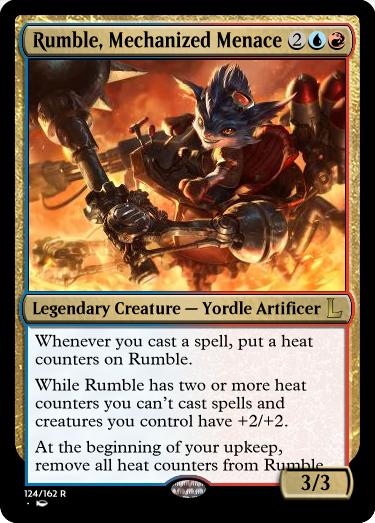 Rumble, Mechanized Menace 2
Legendary Creature — Yordle Artificer L
Whenever you cast a spell, put a heat
counters on Rumble.
While Rumble has two or more heat
counters you can't cast spells and
creatures you control have +2/+2.
At the beginning of your upkeep,
remove all heat counters from Rumble
3/3
124/162 R